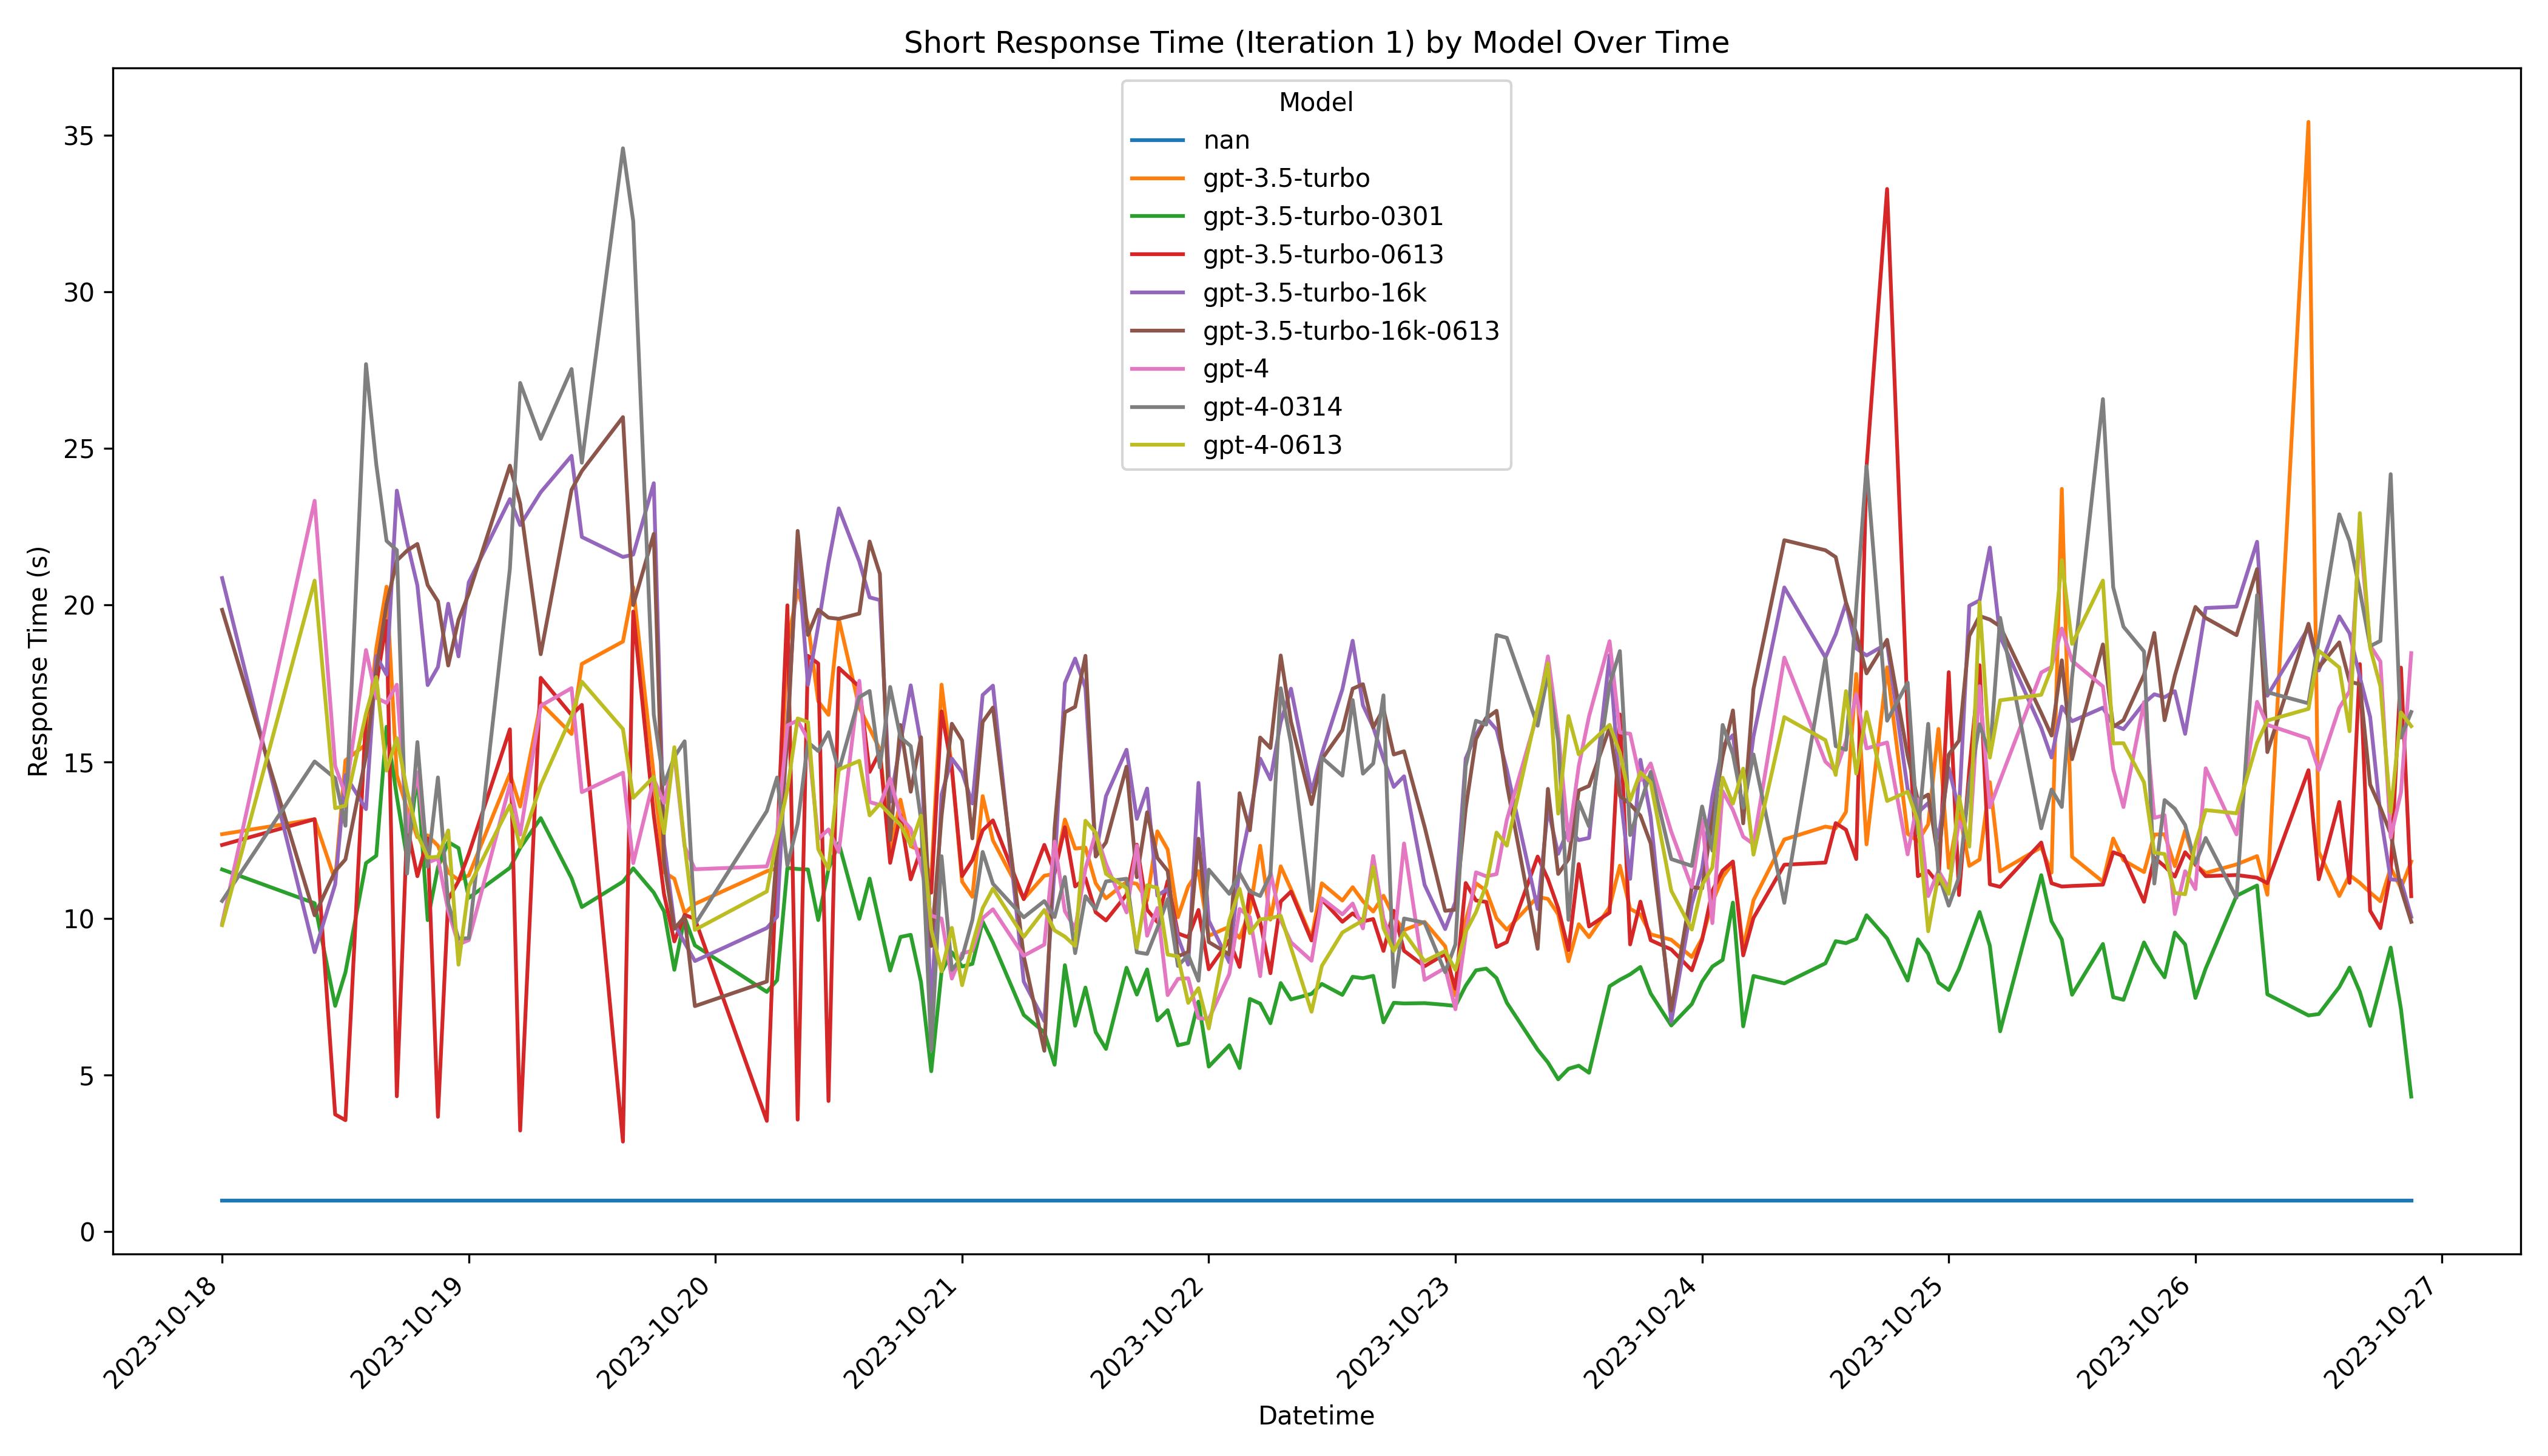 Short Response Time (Iteration 1) by Model Over Time
Model
nan
gpt-3.5-turbo
gpt-3.5-turbo-0301
gpt-3.5-turbo-0613
gpt-3.5-turbo-16k
gpt-3.5-turbo-16k-0613
gpt-4
gpt-4-0314
gpt-4-0613
Response Time (s)
35
30
25
20
15
10
5
0
2023-10-18
2023-10-19
2023-10-20
2023-10-21
2023-10-22
2023-10-23
2023-10-24
2023-10-25
2023-10-26
2023-10-27
Datetime